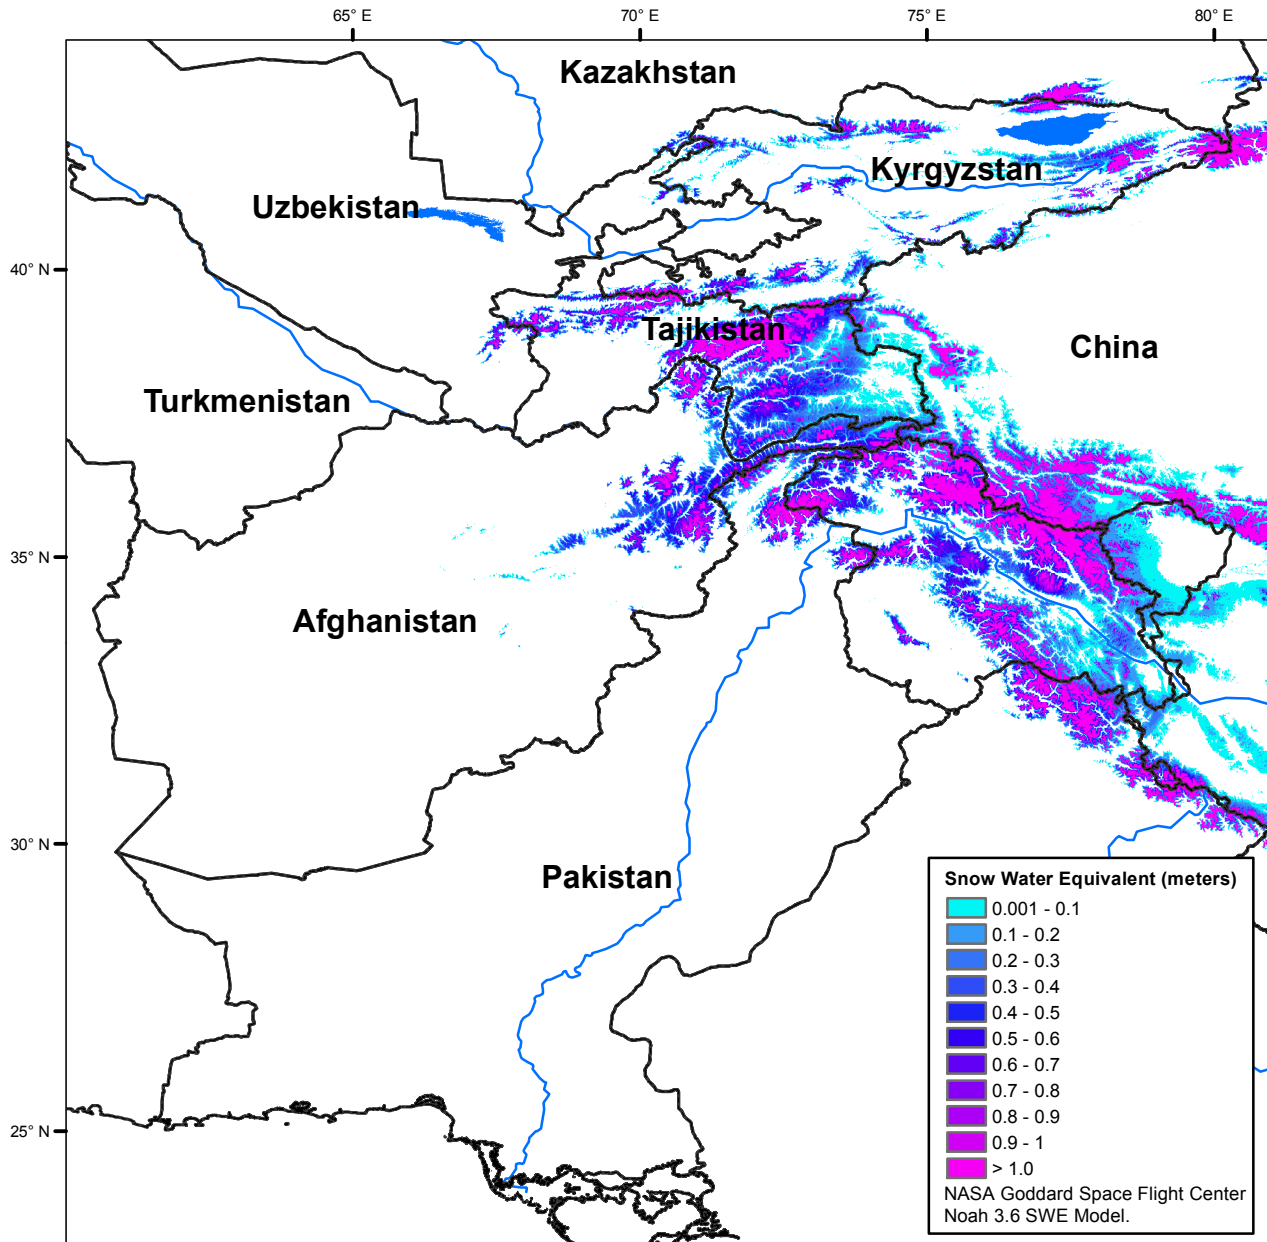 65° E
70° E
75° E
80° E
Kazakhstan
Kyrgyzstan
Uzbekistan
40° N
Tajikistan
China
Turkmenistan
35° N
Afghanistan
30° N
Pakistan
25° N
Snow Water Equivalent (meters)
0.001 - 0.1
0.1 - 0.2
0.2 - 0.3
0.3 - 0.4
0.4 - 0.5
0.5 - 0.6
0.6 - 0.7
0.7 - 0.8
0.8 - 0.9
0.9 - 1
> 1.0
NASA Goddard Space Flight Center
Noah 3.6 SWE Model.